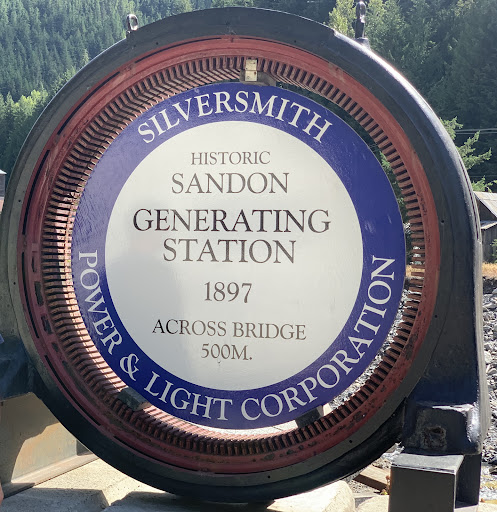 SILVERSMITH
HISTORIC
SANDON
GENERATING
STATION
1897
ACROSS BRIDGE
500M.
POWER & LIGHT CORPORATION